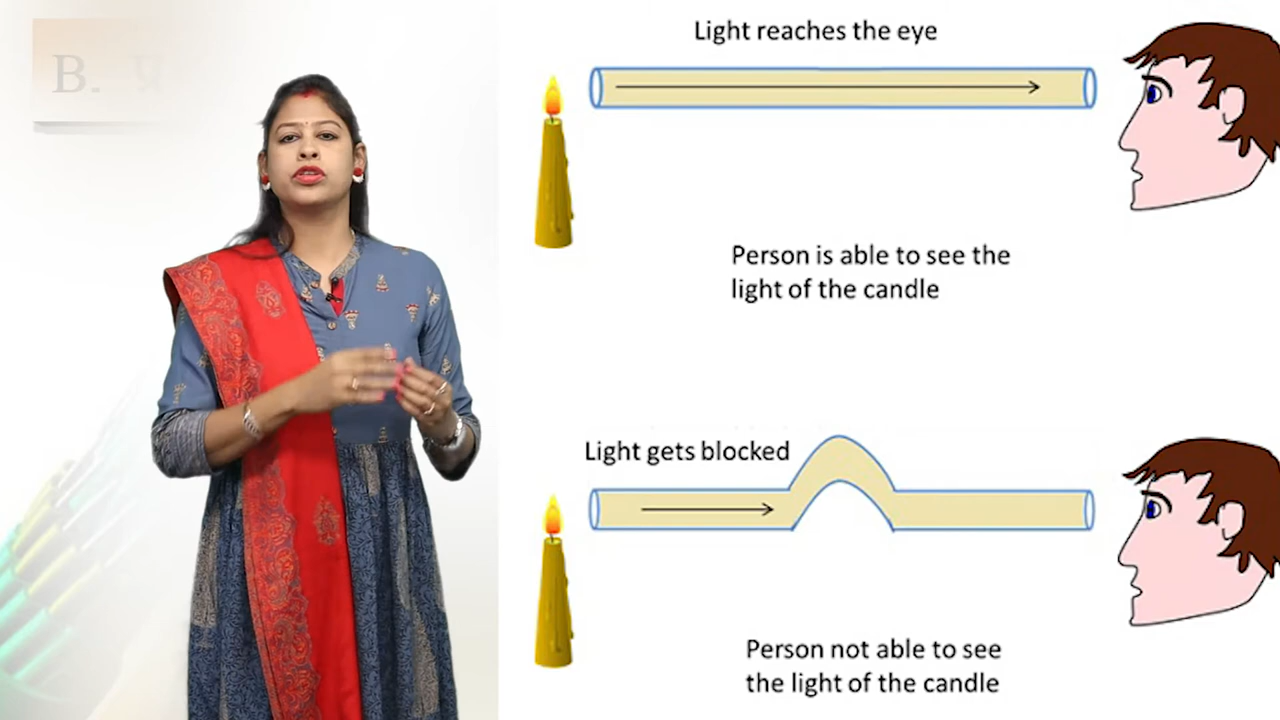 B.
Light reaches the eye
Person is able to see the
light of the candle
Light gets blocked
Person not able to see
the light of the candle